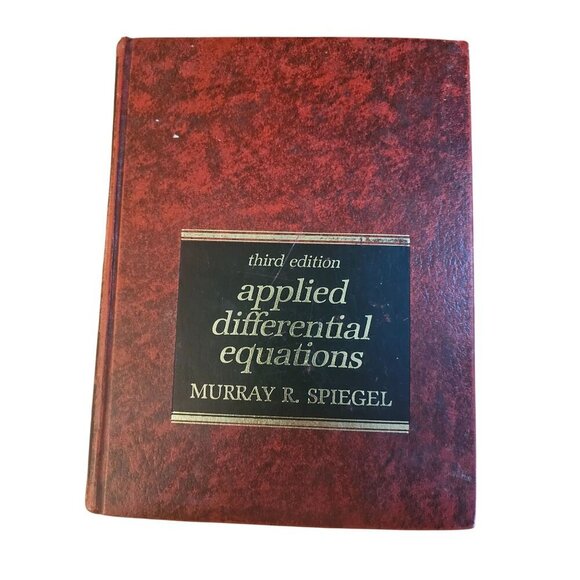 third edition
applied
differential
equations
MURRAY R. SPIEGEL